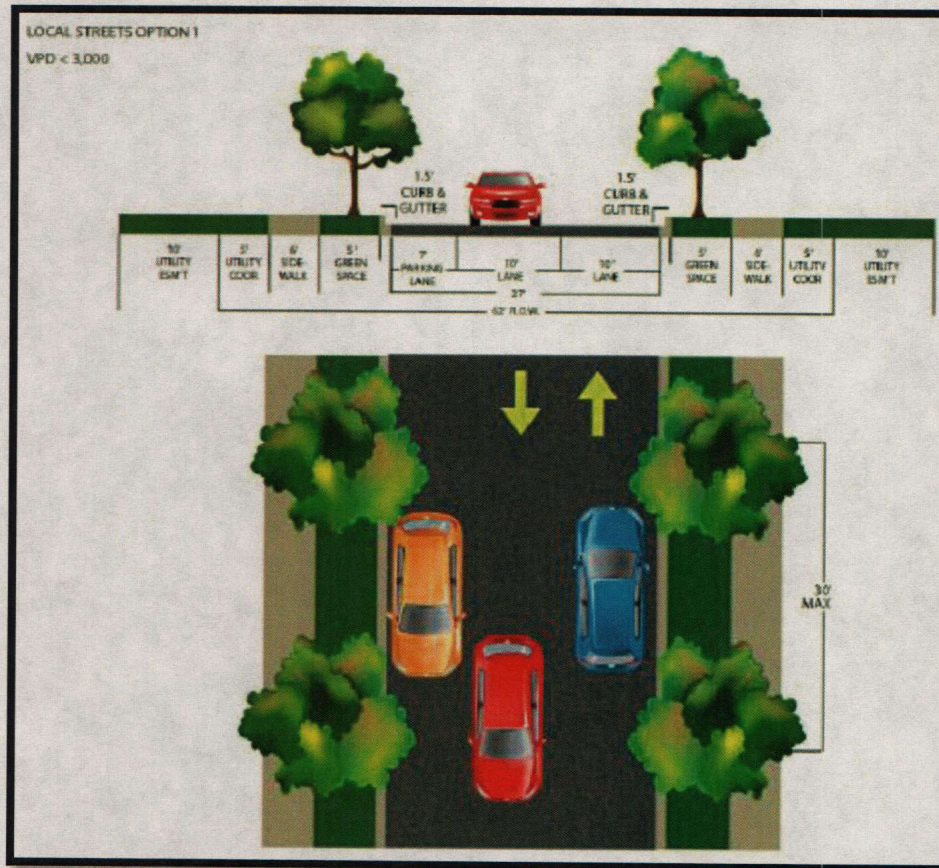 LOCAL STREETS OPTION 1
VPD < 3,000
1.5'
CURB &
GUTTER
1.5'
CURB &
GUTTER
10'
UTILITY
ESM'T
5'
UTILITY
COOR.
6'
SIDE-
WALK
5'
GREEN
SPACE
7'
PARKING
LANE
10'
LANE
10'
LANE
5'
GREEN
SPACE
6'
SIDE-
WALK
5'
UTILITY
COOR
10'
UTILITY
ESM'T
27'
62' R.O.W.
30'
MAX